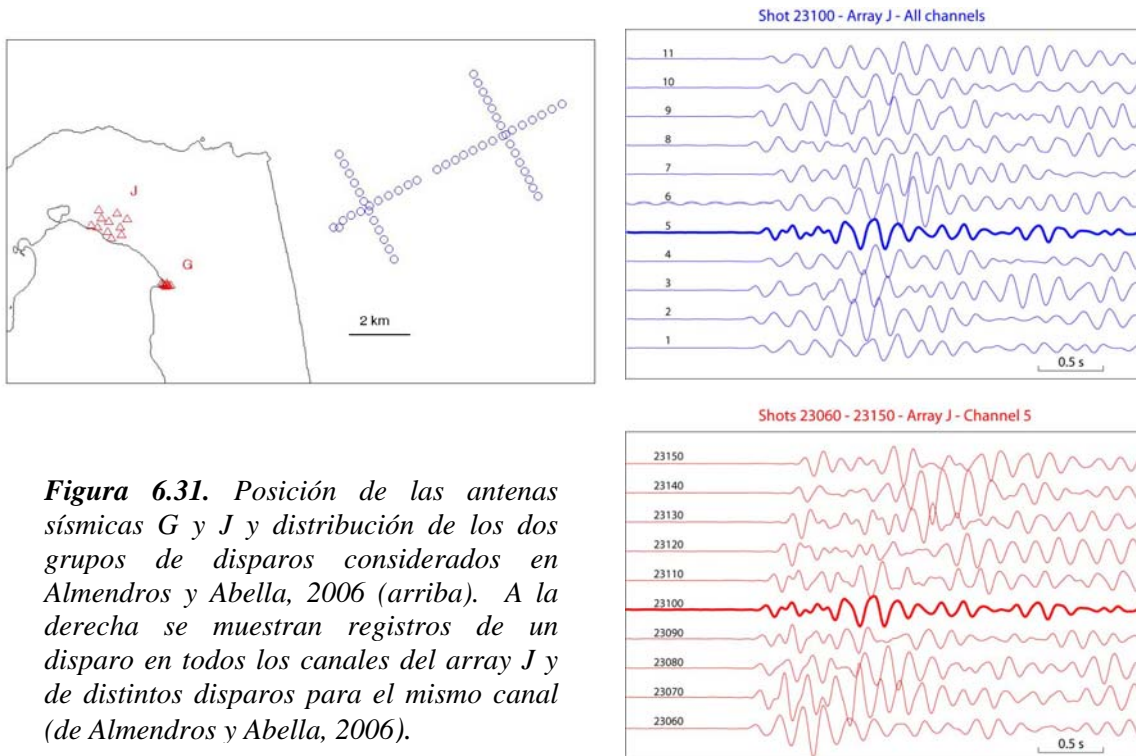 J
G
2 km
Shot 23100 - Array J - All channels
11
10
9
8
7
6
5
4
3
2
1
0.5 s
Shots 23060 - 23150 - Array J - Channel 5
23150
23140
23130
23120
23110
23100
23090
23080
23070
23060
0.5 s
Figura 6.31. Posición de las antenas
sísmicas G y J y distribución de los dos
grupos de disparos considerados en
Almendros y Abella, 2006 (arriba). A la
derecha se muestran registros de un
disparo en todos los canales del array J y
de distintos disparos para el mismo canal
(de Almendros y Abella, 2006).